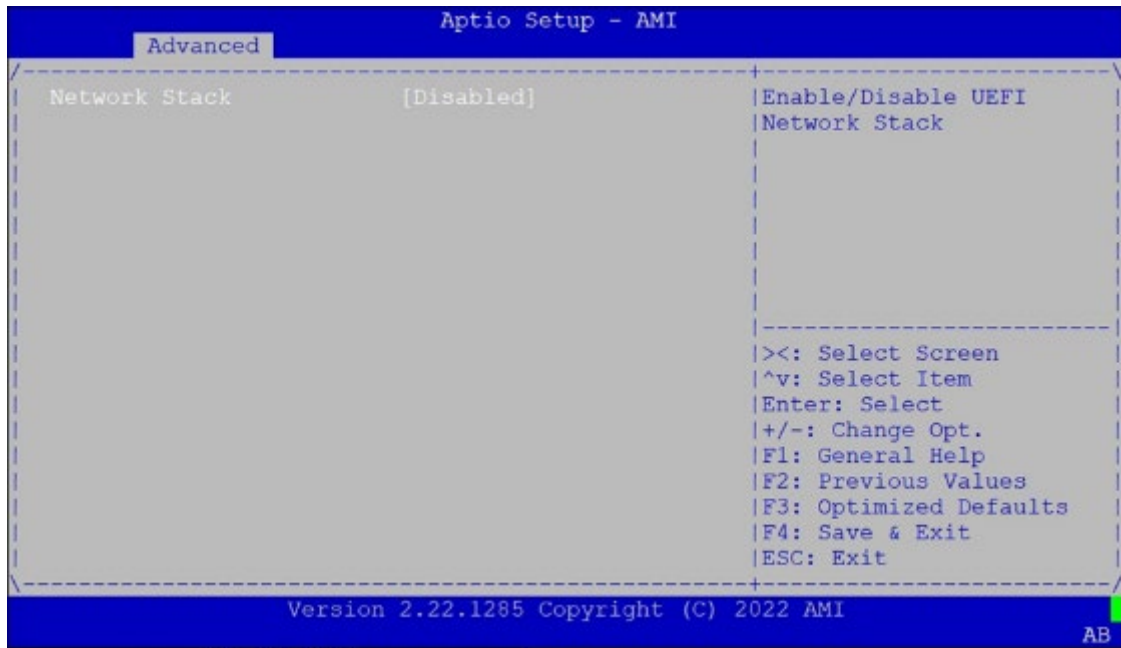 Aptio Setup - AMI
Advanced
Network Stack [Disabled]
Enable/Disable UEFI
Network Stack
><: Select Screen
^v: Select Item
Enter: Select
+/-: Change Opt.
F1: General Help
F2: Previous Values
F3: Optimized Defaults
F4: Save & Exit
ESC: Exit
Version 2.22.1285 Copyright (C) 2022 AMI
AB